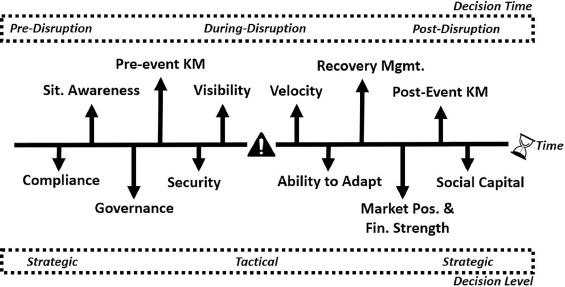 Decision Time
Pre-Disruption During-Disruption Post-Disruption
Pre-event KM Recovery Mgmt.
Sit. Awareness Visibility Velocity Post-Event KM
Time
Compliance Security Ability to Adapt Social Capital
Governance Market Pos. &
Fin. Strength
Strategic Tactical Strategic
Decision Level